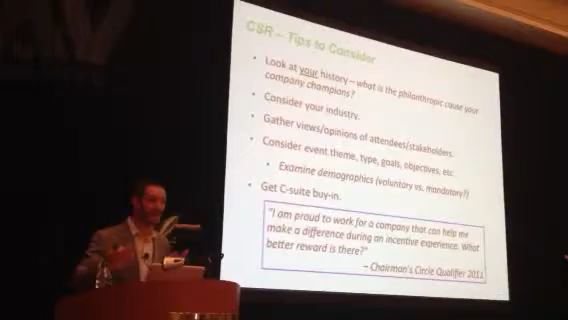 CSR – Tips to Consider
• Look at your history – what is the philanthropic cause your
company champions?
• Consider your industry.
• Gather views/opinions of attendees/stakeholders.
• Consider event theme, type, goals, objectives, etc.
• Examine demographics (voluntary vs. mandatory?)
• Get C-suite buy-in.
"I am proud to work for a company that can help me
make a difference during an incentive experience. What
better reward is there?"
– Chairman's Circle Qualifier 2011